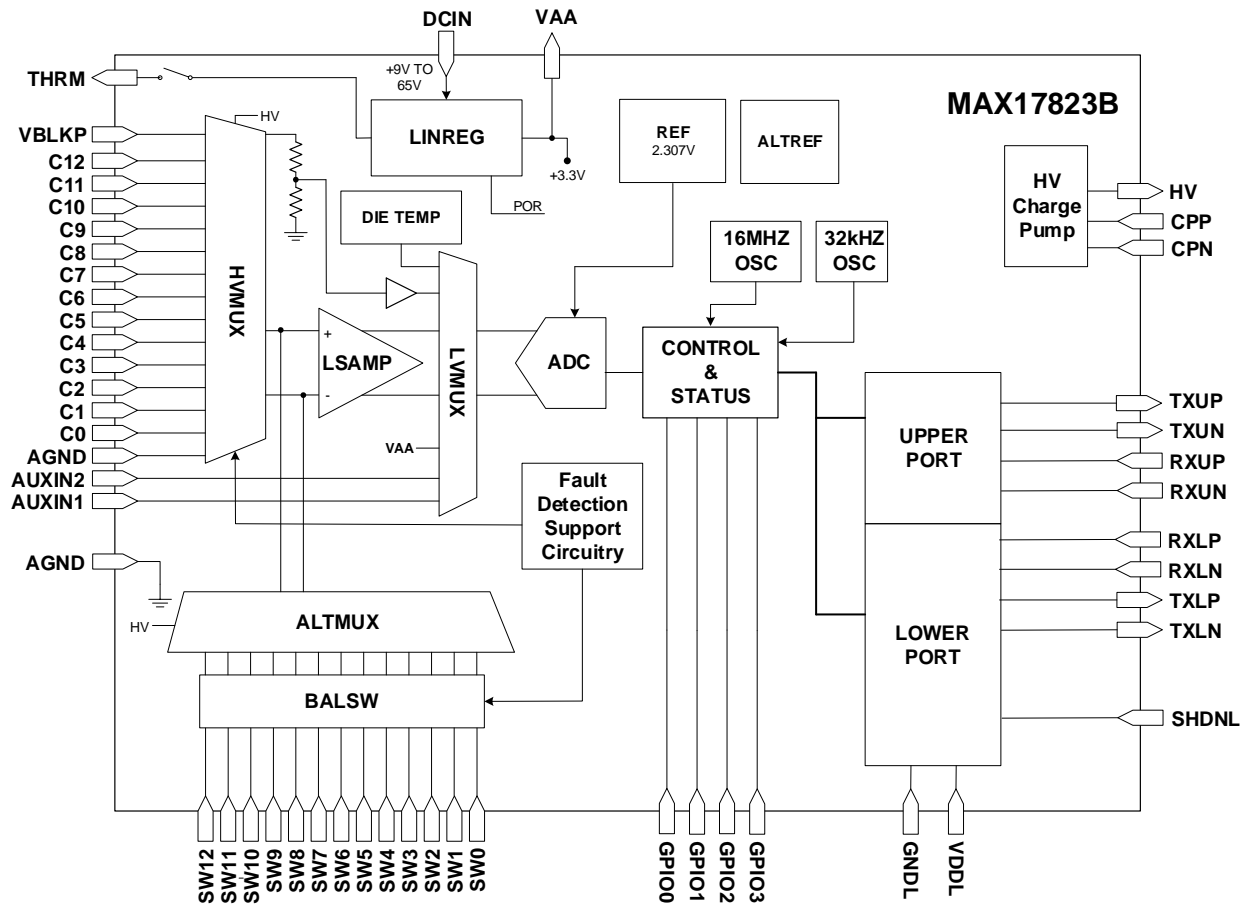 DCIN
VAA
THRM
+9V TO
65V
LINREG
+3.3V
POR
REF
2.307V
ALTREF
MAX17823B
HV
Charge
Pump
HV
CPP
CPN
VBLKP
C12
C11
C10
C9
C8
C7
C6
C5
C4
C3
C2
C1
C0
AGND
AUXIN2
AUXIN1
AGND
HV
HVMUX
DIE TEMP
+
LSAMP
-
LVMUX
VAA
ADC
16MHZ
OSC
32kHZ
OSC
CONTROL
&
STATUS
Fault
Detection
Support
Circuitry
UPPER
PORT
LOWER
PORT
TXUP
TXUN
RXUP
RXUN
RXLP
RXLN
TXLP
TXLN
SHDNL
HV
ALTMUX
BALSW
SW12
SW11
SW10
SW9
SW8
SW7
SW6
SW5
SW4
SW3
SW2
SW1
SW0
GPIO0
GPIO1
GPIO2
GPIO3
GNDL
VDDL